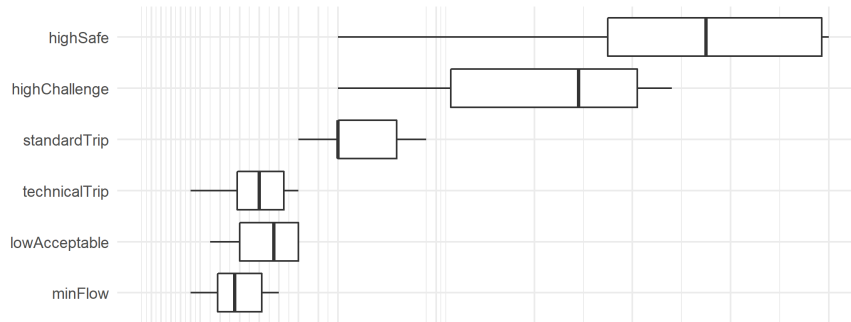 highSafe
highChallenge
standardTrip
technicalTrip
lowAcceptable
minFlow